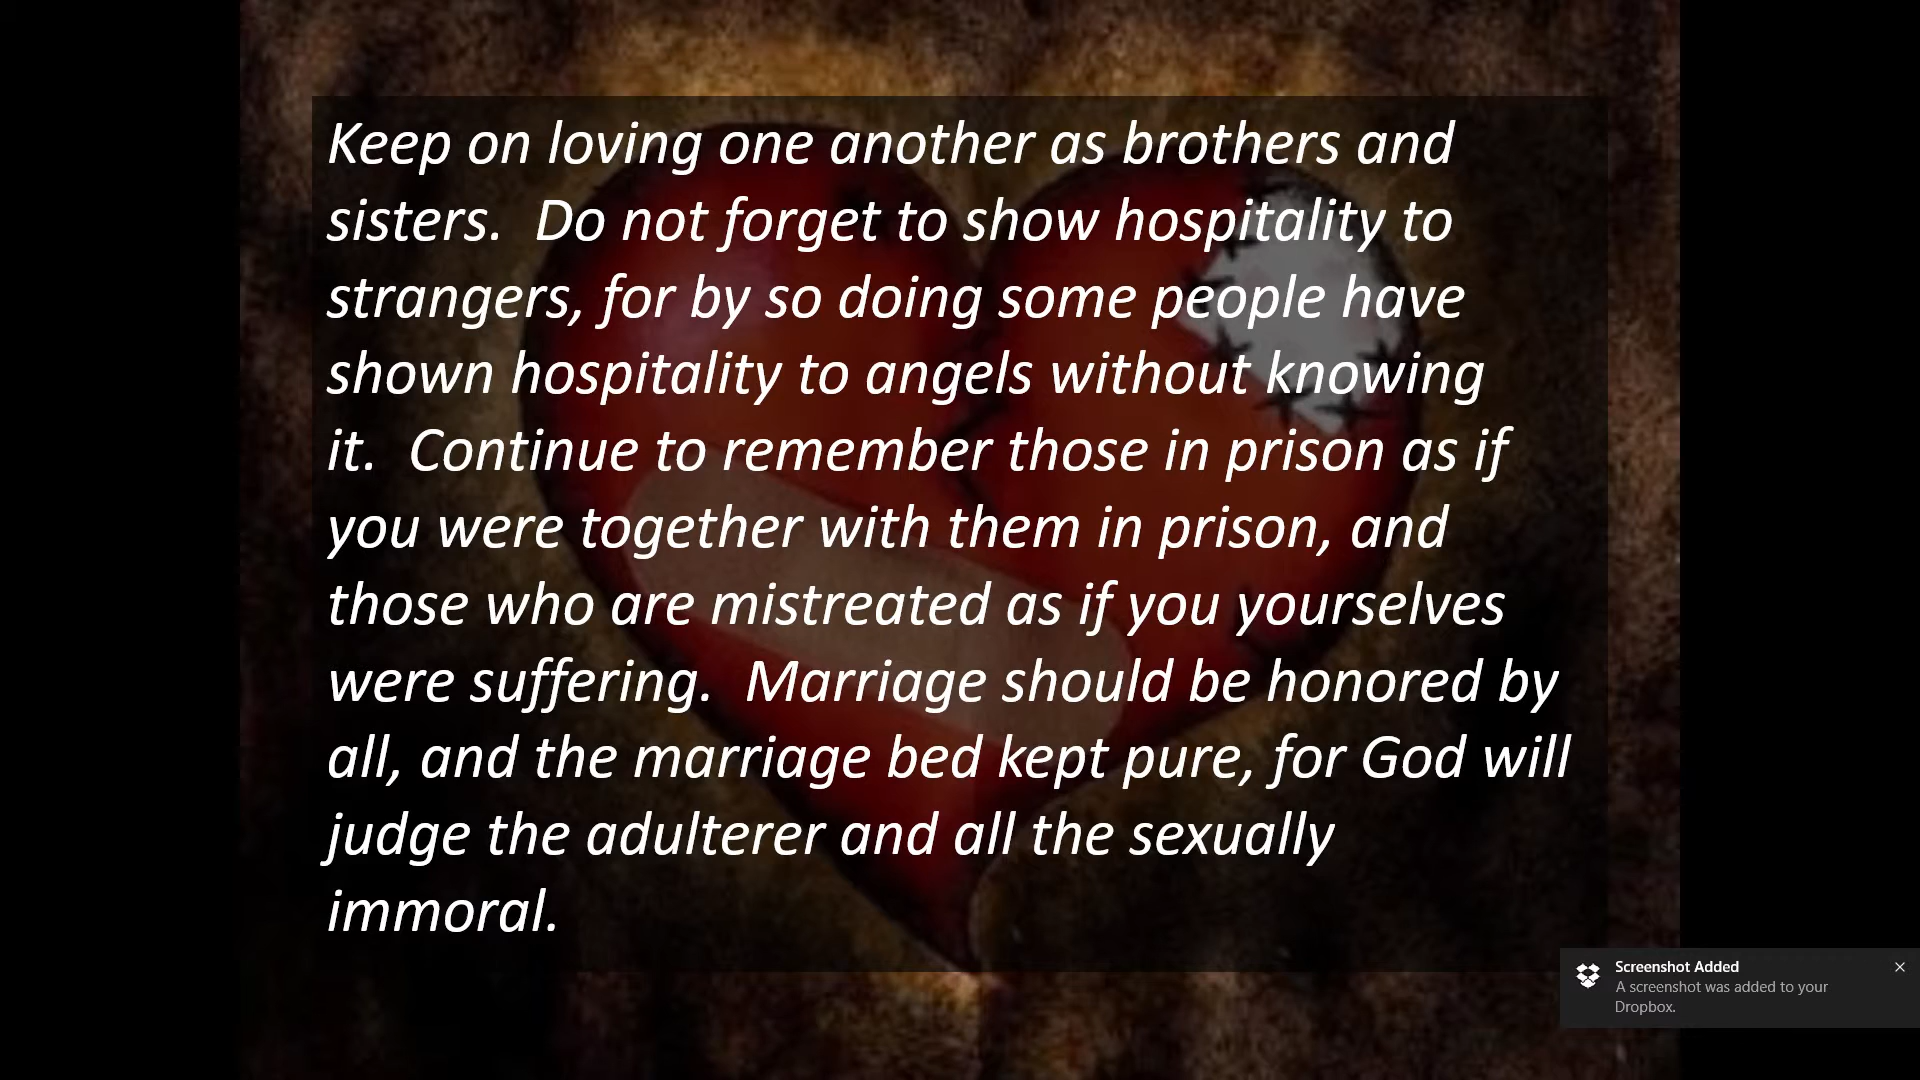 Keep on loving one another as brothers and
sisters.  Do not forget to show hospitality to
strangers, for by so doing some people have
shown hospitality to angels without knowing
it.  Continue to remember those in prison as if
you were together with them in prison, and
those who are mistreated as if you yourselves
were suffering.  Marriage should be honored by
all, and the marriage bed kept pure, for God will
judge the adulterer and all the sexually
immoral.
Screenshot Added
A screenshot was added to your
Dropbox.